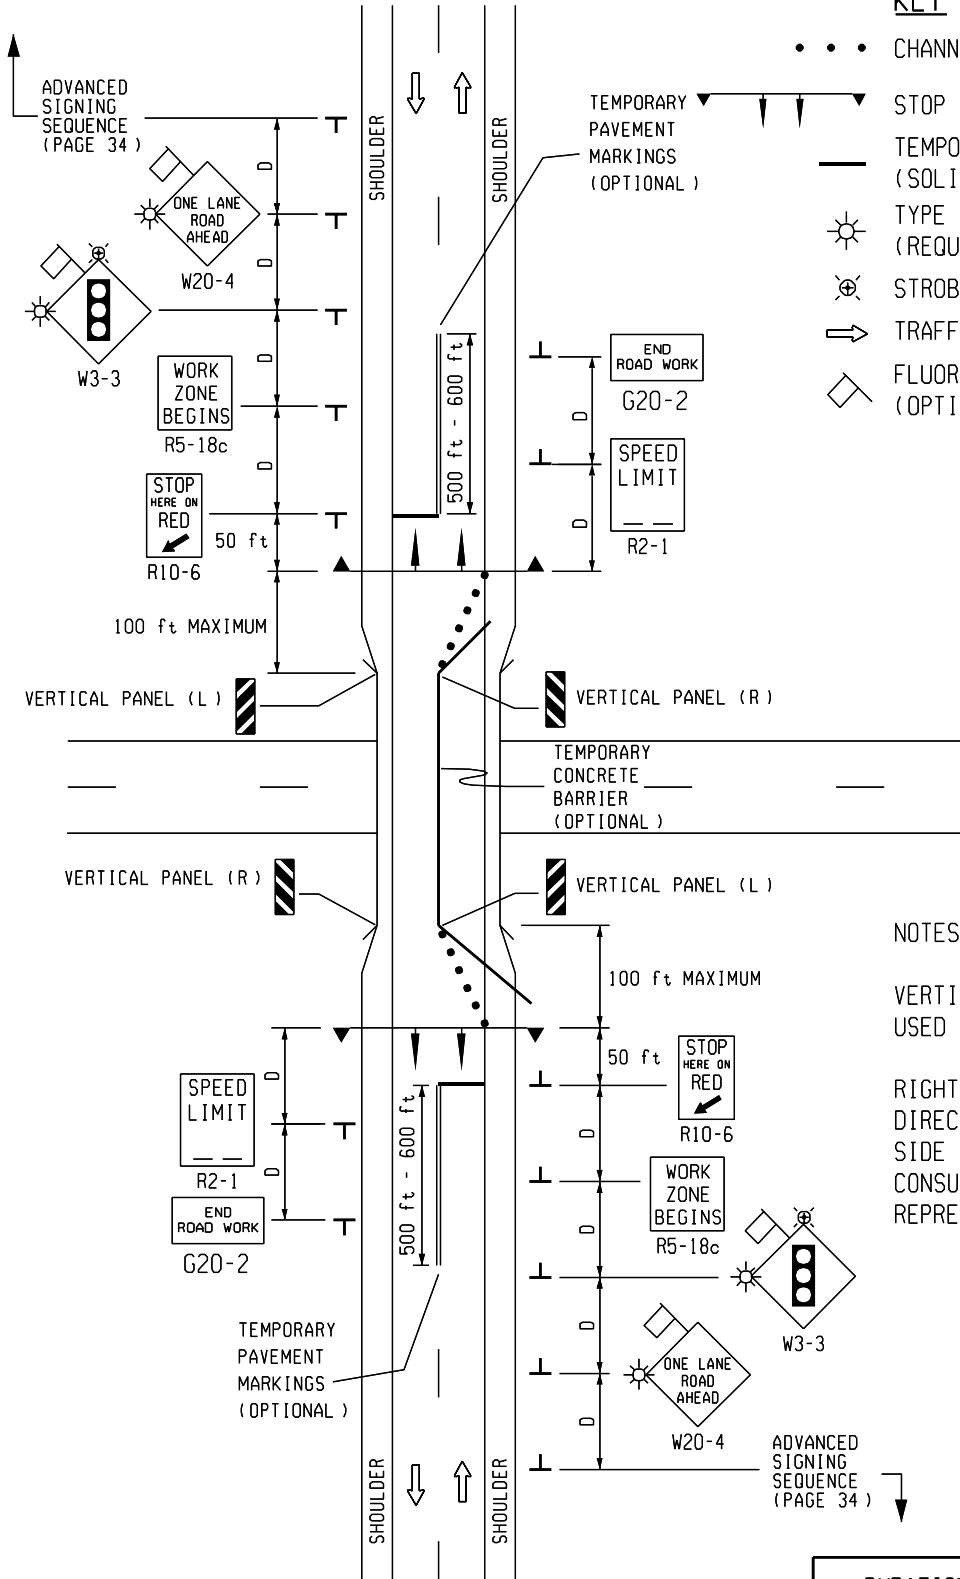 KEY
CHANN
STOP
TEMPO
(SOLI
TYPE
(REQU
STROB
TRAFF
FLUOR
(OPTI
ADVANCED
SIGNING
SEQUENCE
(PAGE 34)
SHOULDER
SHOULDER
TEMPORARY
PAVEMENT
MARKINGS
(OPTIONAL)
D
ONE LANE
ROAD
AHEAD
W20-4
D
W3-3
D
WORK
ZONE
BEGINS
R5-18c
D
STOP
HERE ON
RED
R10-6
50 ft
100 ft MAXIMUM
500 ft - 600 ft
END
ROAD WORK
G20-2
D
SPEED
LIMIT
R2-1
D
VERTICAL PANEL (L)
VERTICAL PANEL (R)
TEMPORARY
CONCRETE
BARRIER
(OPTIONAL)
VERTICAL PANEL (R)
VERTICAL PANEL (L)
NOTES
VERTI
USED
RIGHT
DIREC
SIDE
CONSU
REPRE
100 ft MAXIMUM
50 ft
STOP
HERE ON
RED
R10-6
D
SPEED
LIMIT
R2-1
D
END
ROAD WORK
G20-2
500 ft - 600 ft
D
WORK
ZONE
BEGINS
R5-18c
D
W3-3
D
ONE LANE
ROAD
AHEAD
W20-4
D
TEMPORARY
PAVEMENT
MARKINGS
(OPTIONAL)
SHOULDER
SHOULDER
ADVANCED
SIGNING
SEQUENCE
(PAGE 34)